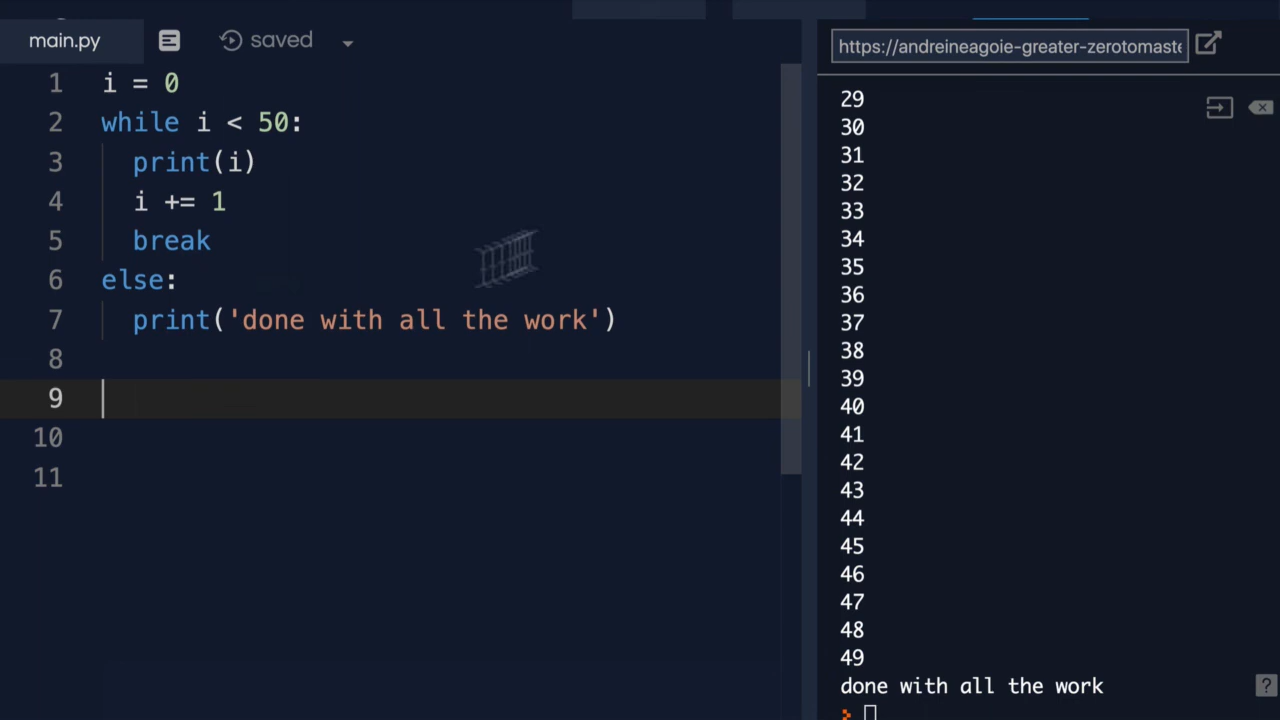 main.py
saved
https://andreineagoie-greater-zerotomaste
1 i = 0
2 while i < 50:
3   print(i)
4   i += 1
5   break
6 else:
7   print('done with all the work')
8
9
10
11
29
30
31
32
33
34
35
36
37
38
39
40
41
42
43
44
45
46
47
48
49
done with all the work
?